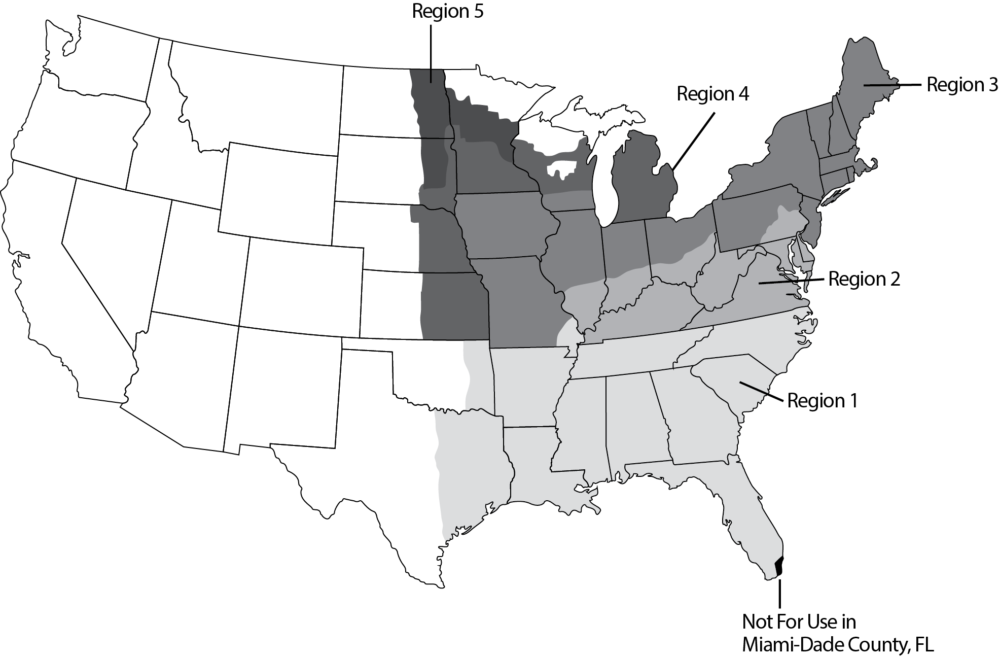 Region 5
Region 3
Region 4
Region 2
Region 1
Not For Use in
Miami-Dade County, FL